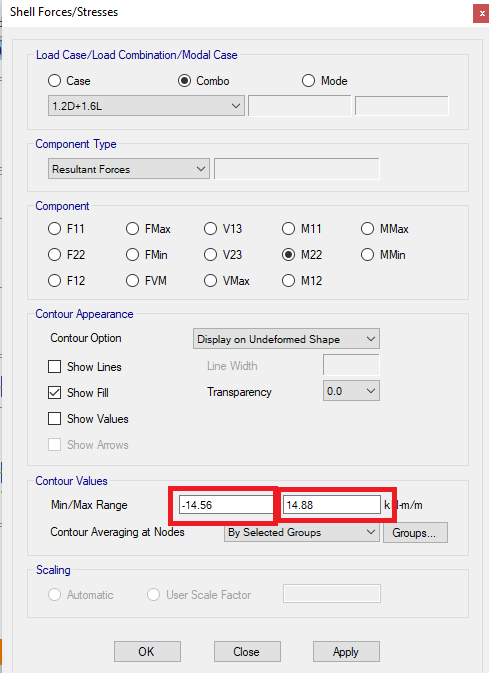 Shell Forces/Stresses
Load Case/Load Combination/Modal Case
Case Combo Mode
1.2D+1.6L
Component Type
Resultant Forces
Component
F11 FMax V13 M11 MMax
F22 FMin V23 M22 MMin
F12 FVM VMax M12
Contour Appearance
Contour Option Display on Undeformed Shape
Show Lines Line Width
Show Fill Transparency 0.0
Show Values
Show Arrows
Contour Values
Min/Max Range -14.56 14.88
Contour Averaging at Nodes By Selected Groups Groups...
Scaling
Automatic User Scale Factor
OK Close Apply